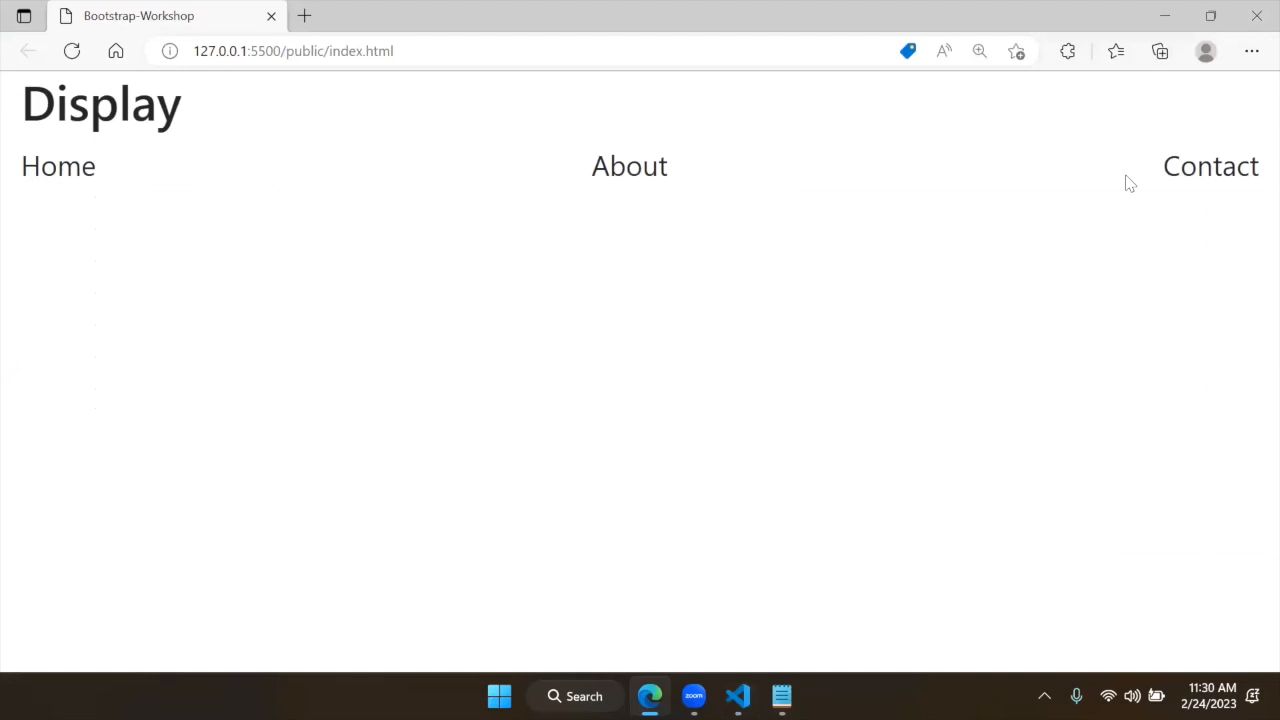 Bootstrap-Workshop
127.0.0.1:5500/public/index.html
Display
Home About Contact
Search
zoom
11:30 AM
2/24/2023